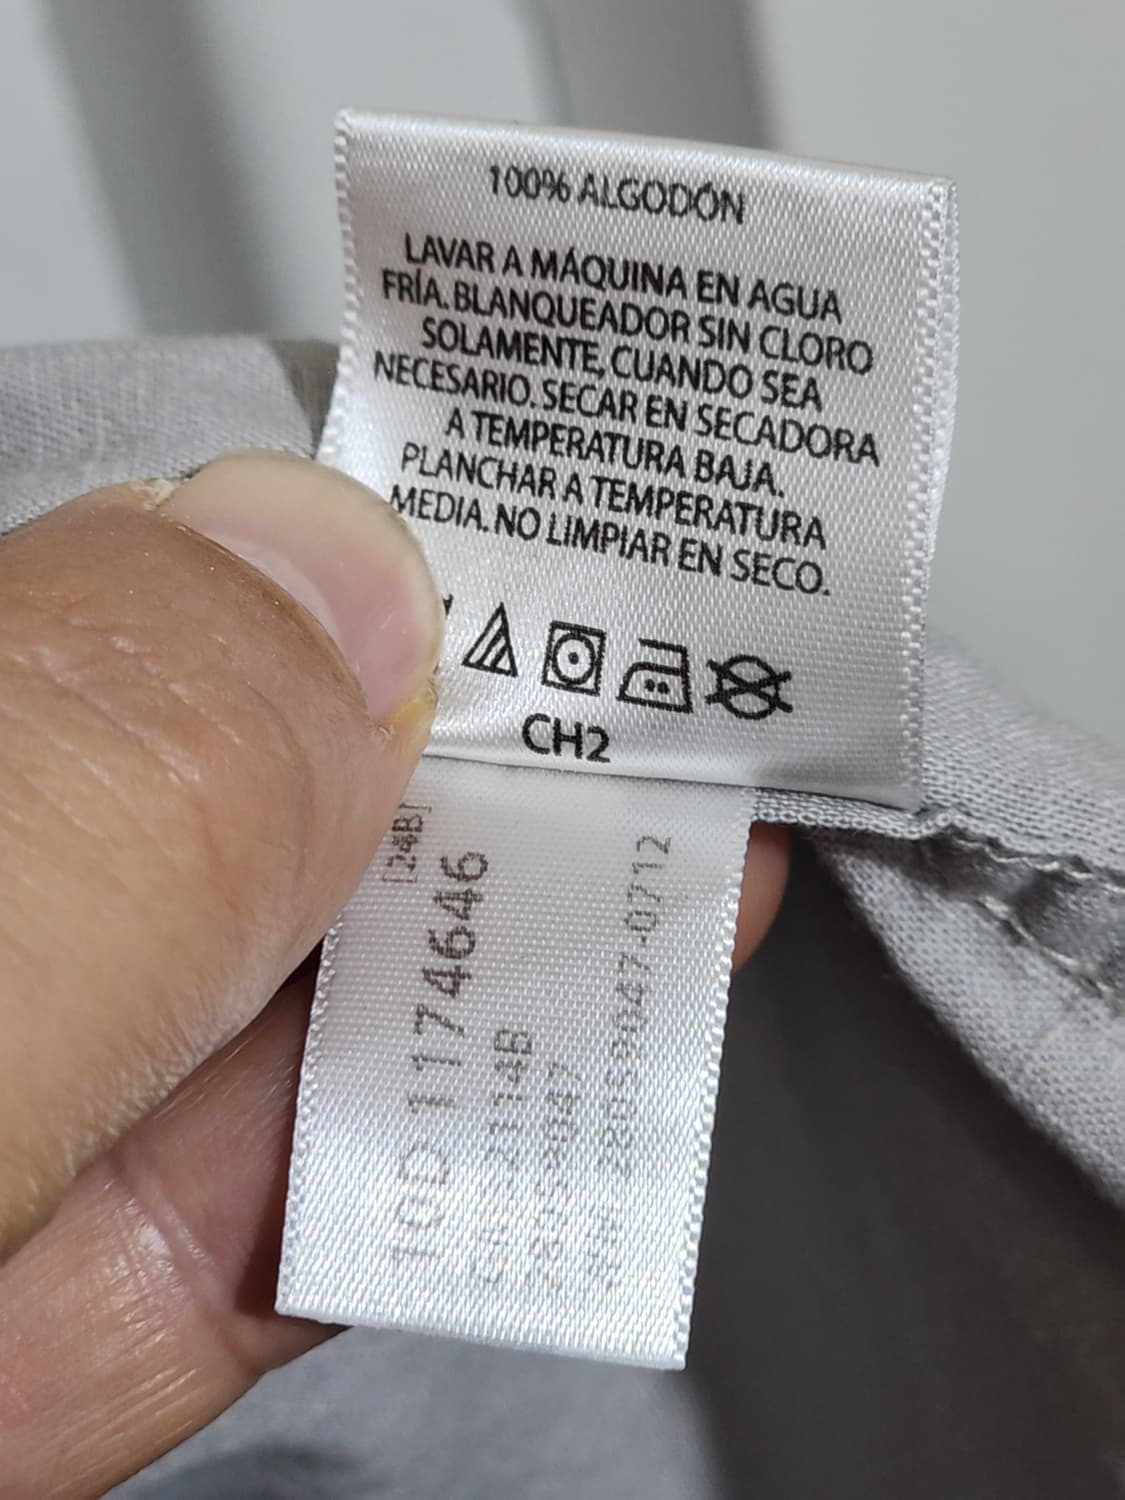 100% ALGODÓN
LAVAR A MÁQUINA EN AGUA
FRÍA. BLANQUEADOR SIN CLORO
SOLAMENTE, CUANDO SEA
NECESARIO. SECAR EN SECADORA
A TEMPERATURA BAJA.
PLANCHAR A TEMPERATURA
MEDIA. NO LIMPIAR EN SECO.
CH2
[24B]
10D1174646